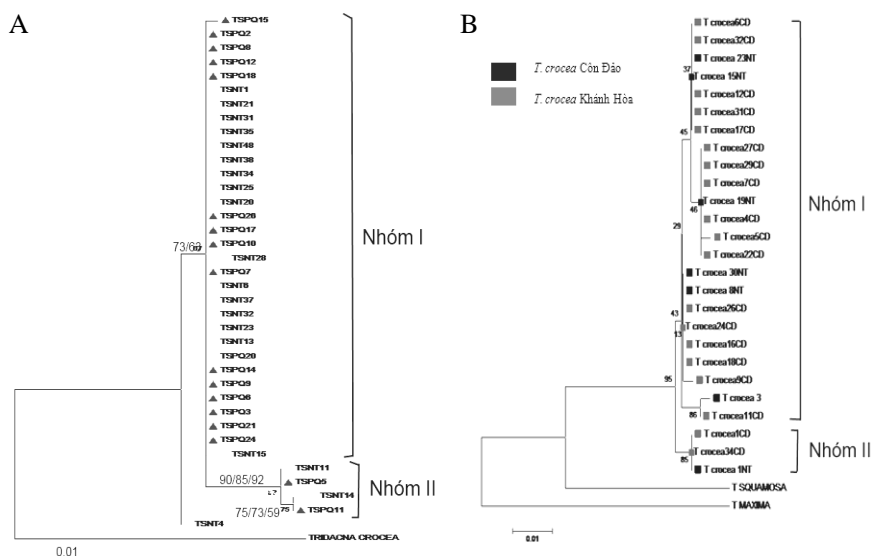 A
TSPQ15
TSPQ2
TSPQ8
TSPQ12
TSPQ18
TSNT1
TSNT21
TSNT31
TSNT35
TSNT48
TSNT38
TSNT34
TSNT25
TSNT20
TSPQ26
TSPQ17
TSPQ10
73/63
TSNT28
TSPQ7
TSNT6
TSNT37
TSNT32
TSNT23
TSNT13
TSPQ20
TSPQ14
TSPQ9
TSPQ6
TSPQ3
TSPQ21
TSPQ24
TSNT15
Nhóm I
TSNT11
90/85/92
TSPQ5
TSNT14
75/73/59
75
TSPQ11
Nhóm II
TSNT4
TRIDACNA CROCEA
0.01
B
T. crocea Côn Đảo
T. crocea Khánh Hòa
T crocea6CD
T crocea32CD
T crocea 23NT
37
T crocea 15NT
T crocea12CD
T crocea31CD
T crocea17CD
45
T crocea27CD
T crocea29CD
T crocea7CD
T crocea 19NT
46
T crocea4CD
T crocea5CD
T crocea22CD
29
T crocea 30NT
T crocea 8NT
T crocea26CD
43
T crocea24CD
13
T crocea16CD
T crocea18CD
T crocea9CD
95
T crocea 3
86
T crocea11CD
Nhóm I
T crocea1CD
T crocea34CD
85
T crocea 1NT
Nhóm II
T SQUAMOSA
T MAXIMA
0.01